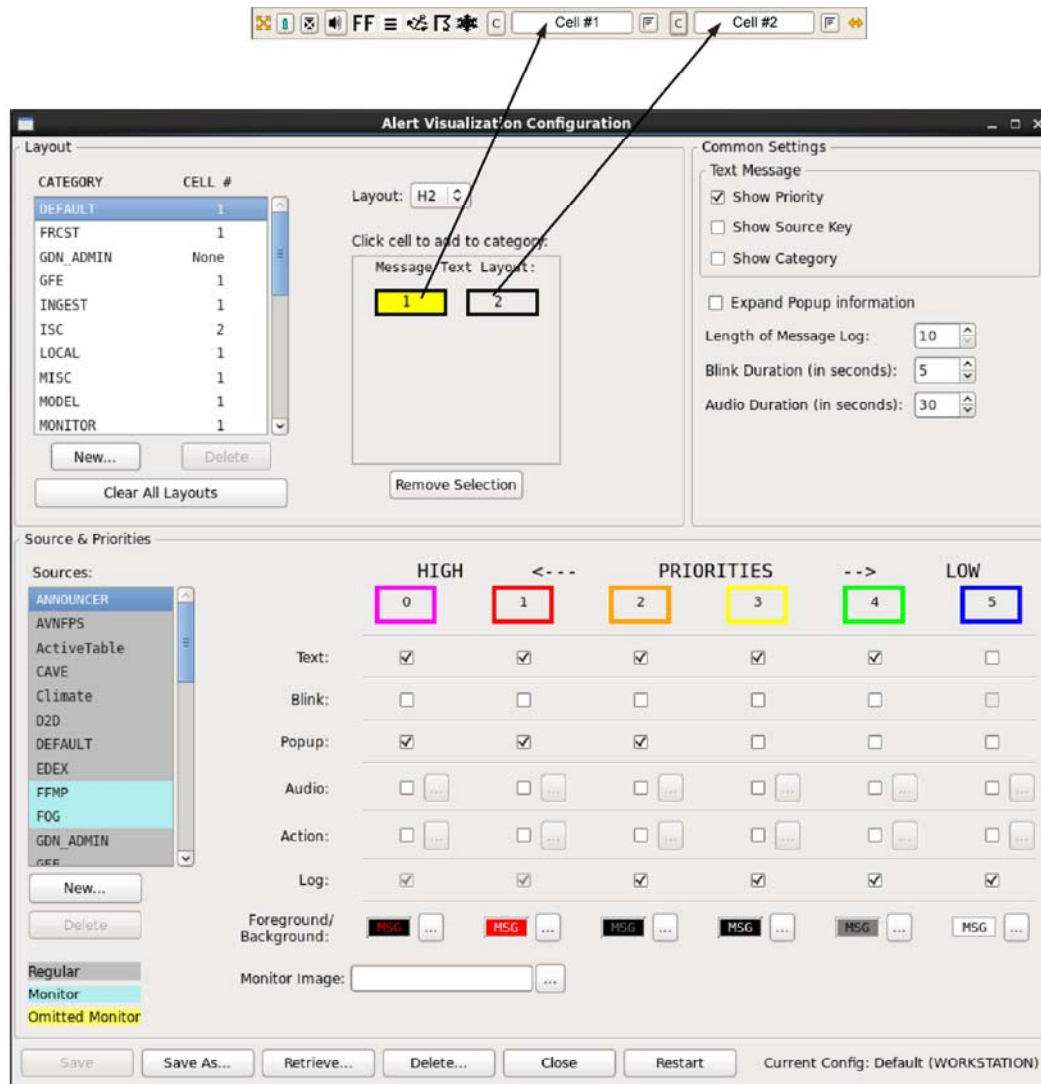 FF C Cell #1 C Cell #2
Alert Visualization Configuration
Layout
CATEGORY CELL #
DEFAULT 1
FRCST 1
GDN_ADMIN None
GFE 1
INGEST 1
ISC 2
LOCAL 1
MISC 1
MODEL 1
MONITOR 1
New... Delete
Clear All Layouts
Layout: H2
Click cell to add to category:
Message Text Layout:
1 2
Remove Selection
Common Settings
Text Message
Show Priority
Show Source Key
Show Category
Expand Popup information
Length of Message Log: 10
Blink Duration (in seconds): 5
Audio Duration (in seconds): 30
Source & Priorities
Sources:
ANNOUNCER
AVNFPS
ActiveTable
CAVE
Climate
D2D
DEFAULT
EDEX
FFMP
FOG
GDN_ADMIN
GFE
New...
Delete
Regular
Monitor
Omitted Monitor
HIGH <--- PRIORITIES --> LOW
0 1 2 3 4 5
Text:
Blink:
Popup:
Audio: ... ... ... ... ... ...
Action: ... ... ... ... ... ...
Log:
Foreground/
Background: MSG ... MSG ... MSG ... MSG ... MSG ... MSG ...
Monitor Image: ...
Save Save As... Retrieve... Delete... Close Restart Current Config: Default (WORKSTATION)